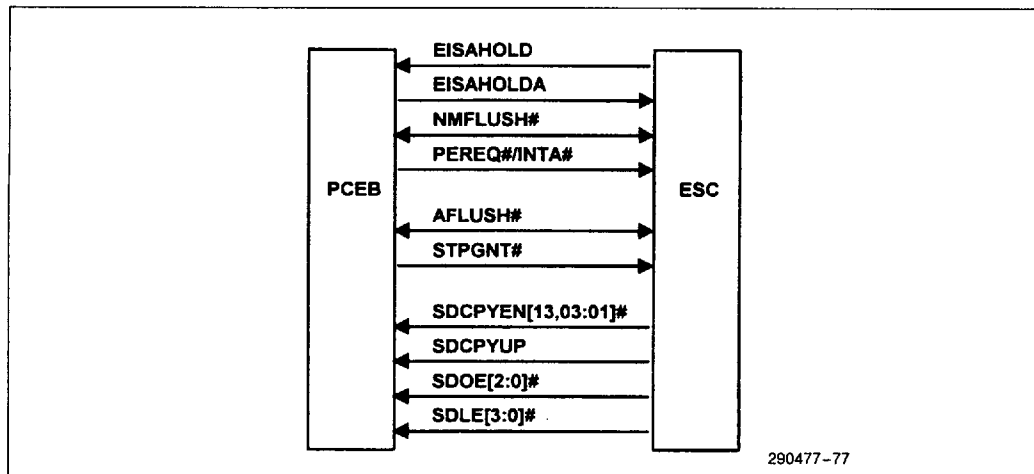 EISAHOLD
EISAHOLDA
NMFLUSH#
PEREQ#/INTA#
PCEB
ESC
AFLUSH#
STPGNT#
SDCPYEN[13,03:01]#
SDCPYUP
SDOE[2:0]#
SDLE[3:0]#
290477-77